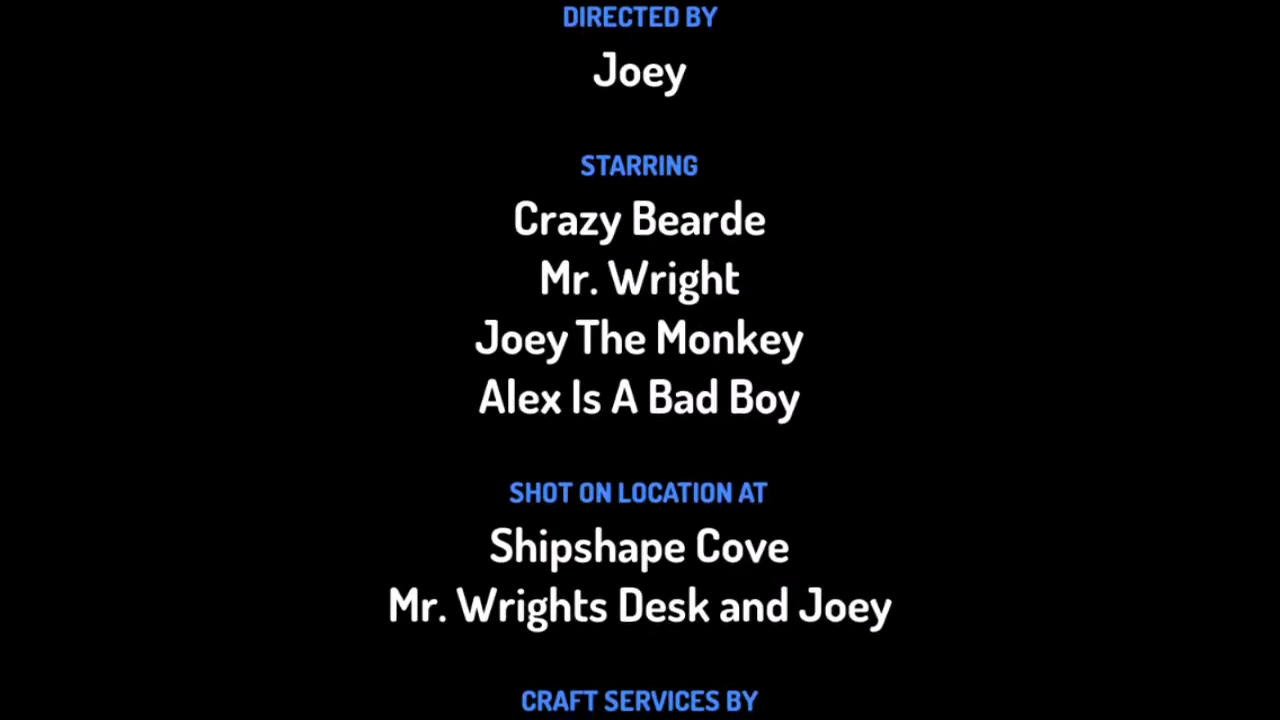 DIRECTED BY
Joey
STARRING
Crazy Bearde
Mr. Wright
Joey The Monkey
Alex Is A Bad Boy
SHOT ON LOCATION AT
Shipshape Cove
Mr. Wrights Desk and Joey
CRAFT SERVICES BY